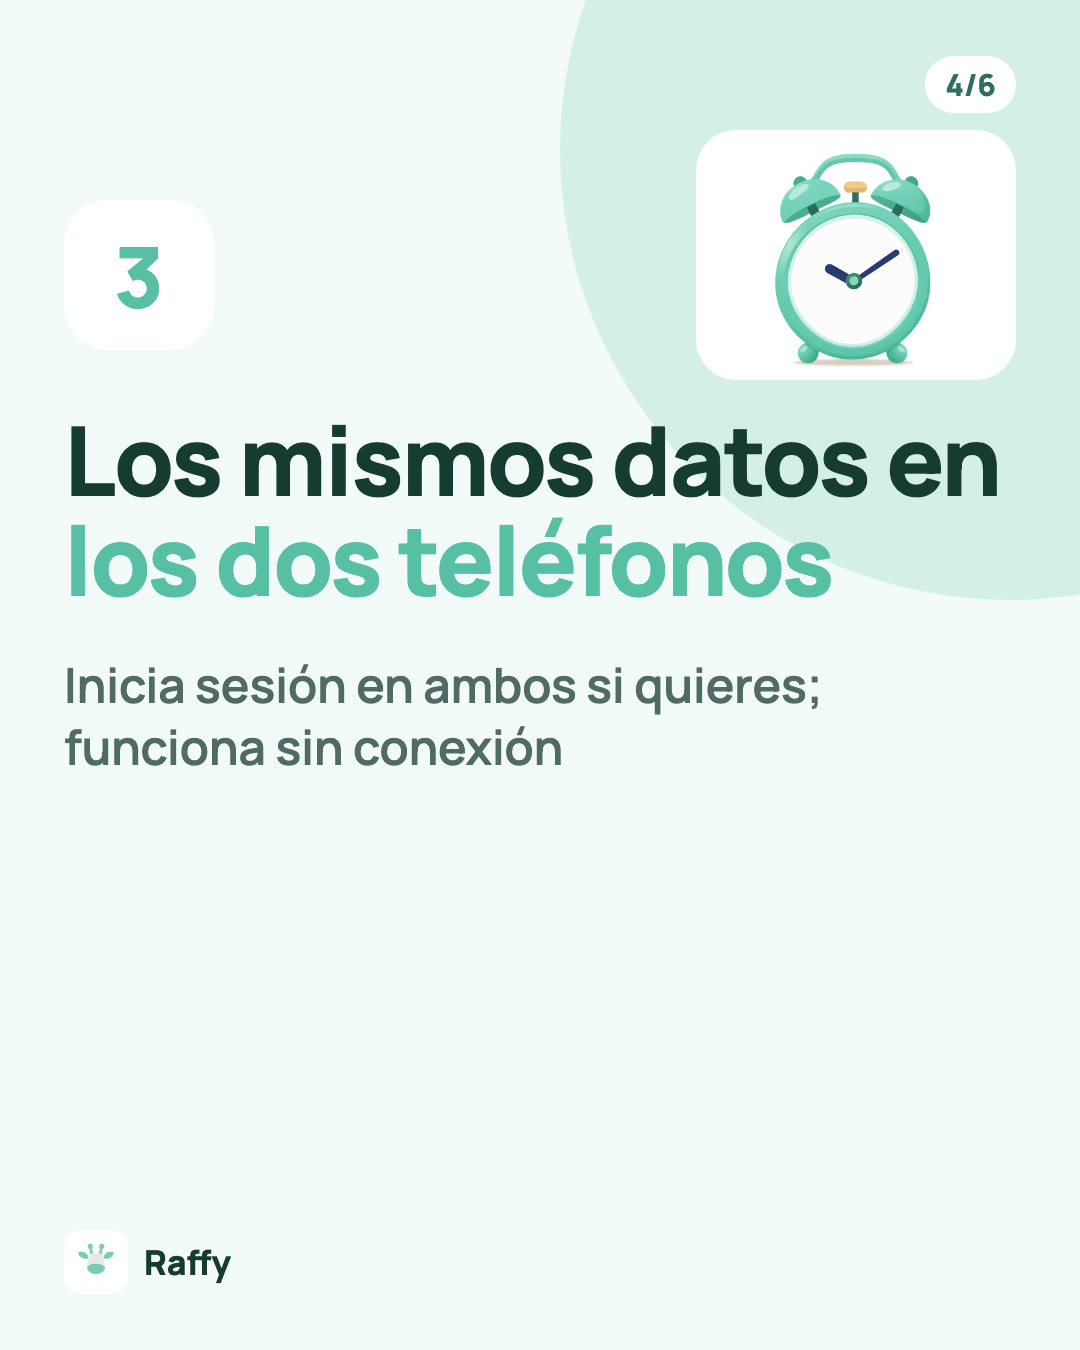 4/6
3
Los mismos datos en
los dos teléfonos
Inicia sesión en ambos si quieres;
funciona sin conexión
Raffy